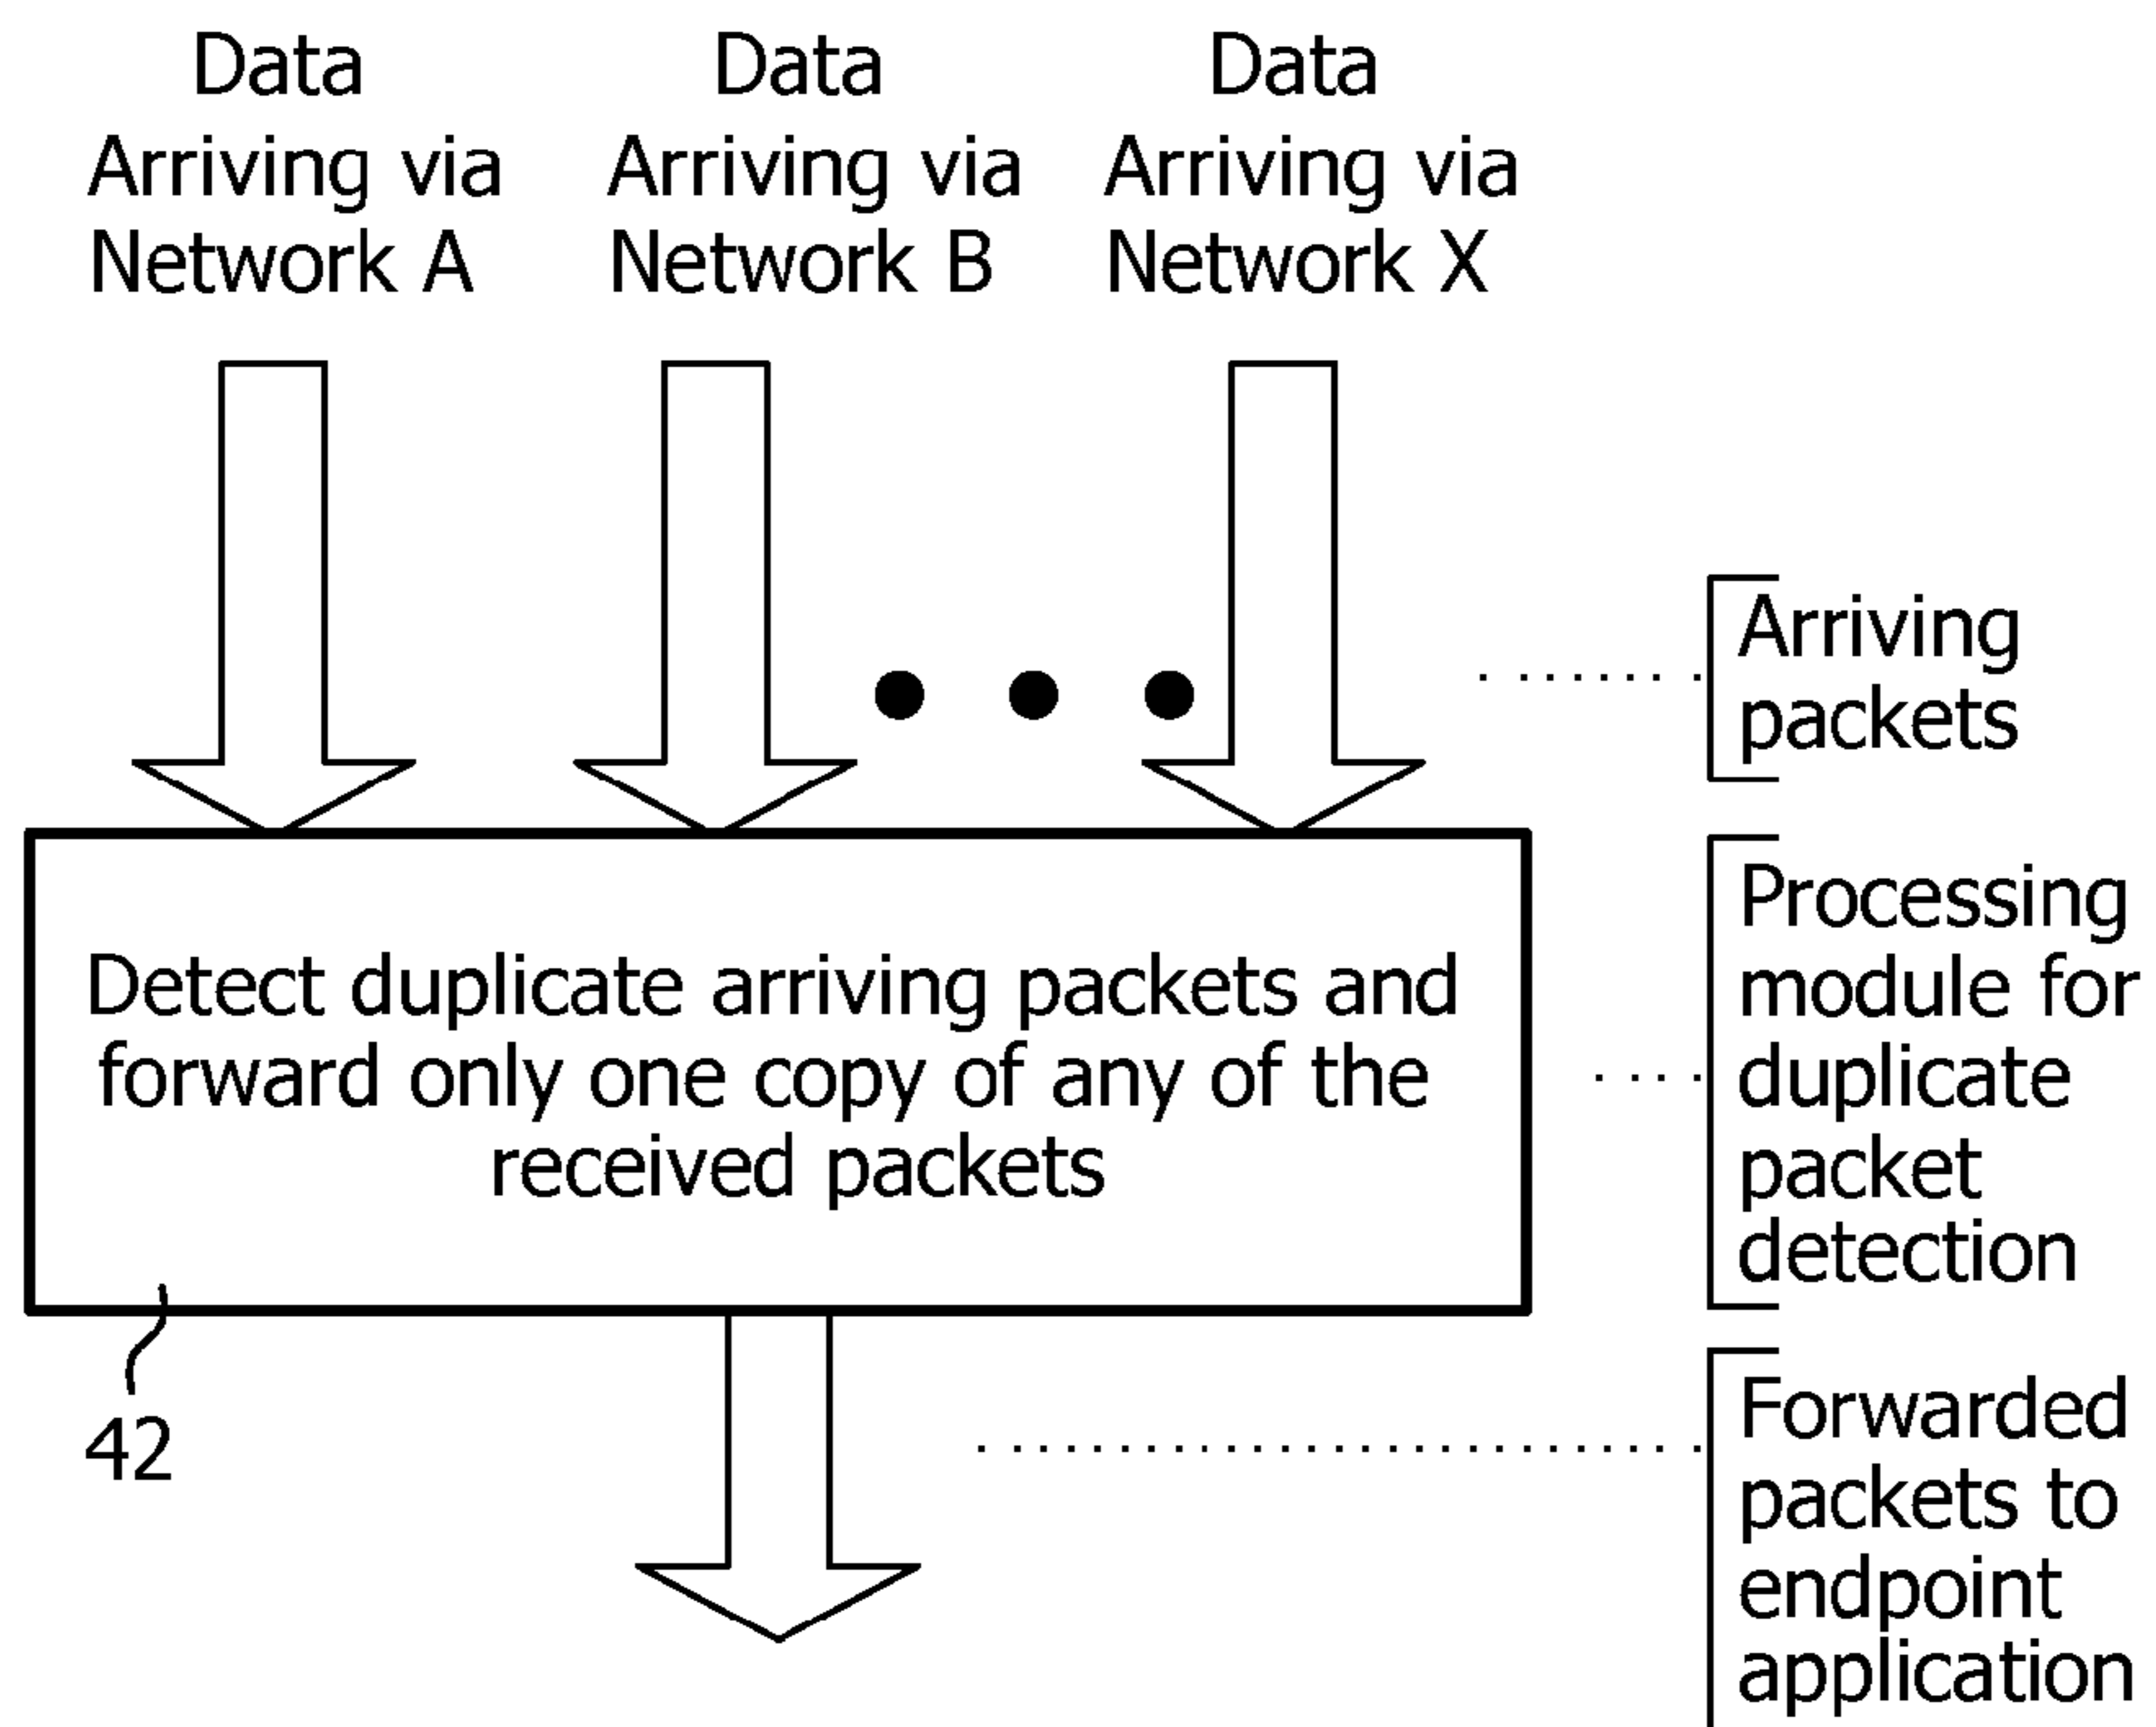 Data
Arriving via
Network A
Data
Arriving via
Network B
Data
Arriving via
Network X
Arriving
packets
Detect duplicate arriving packets and
forward only one copy of any of the
received packets
Processing
module for
duplicate
packet
detection
42
Forwarded
packets to
endpoint
application